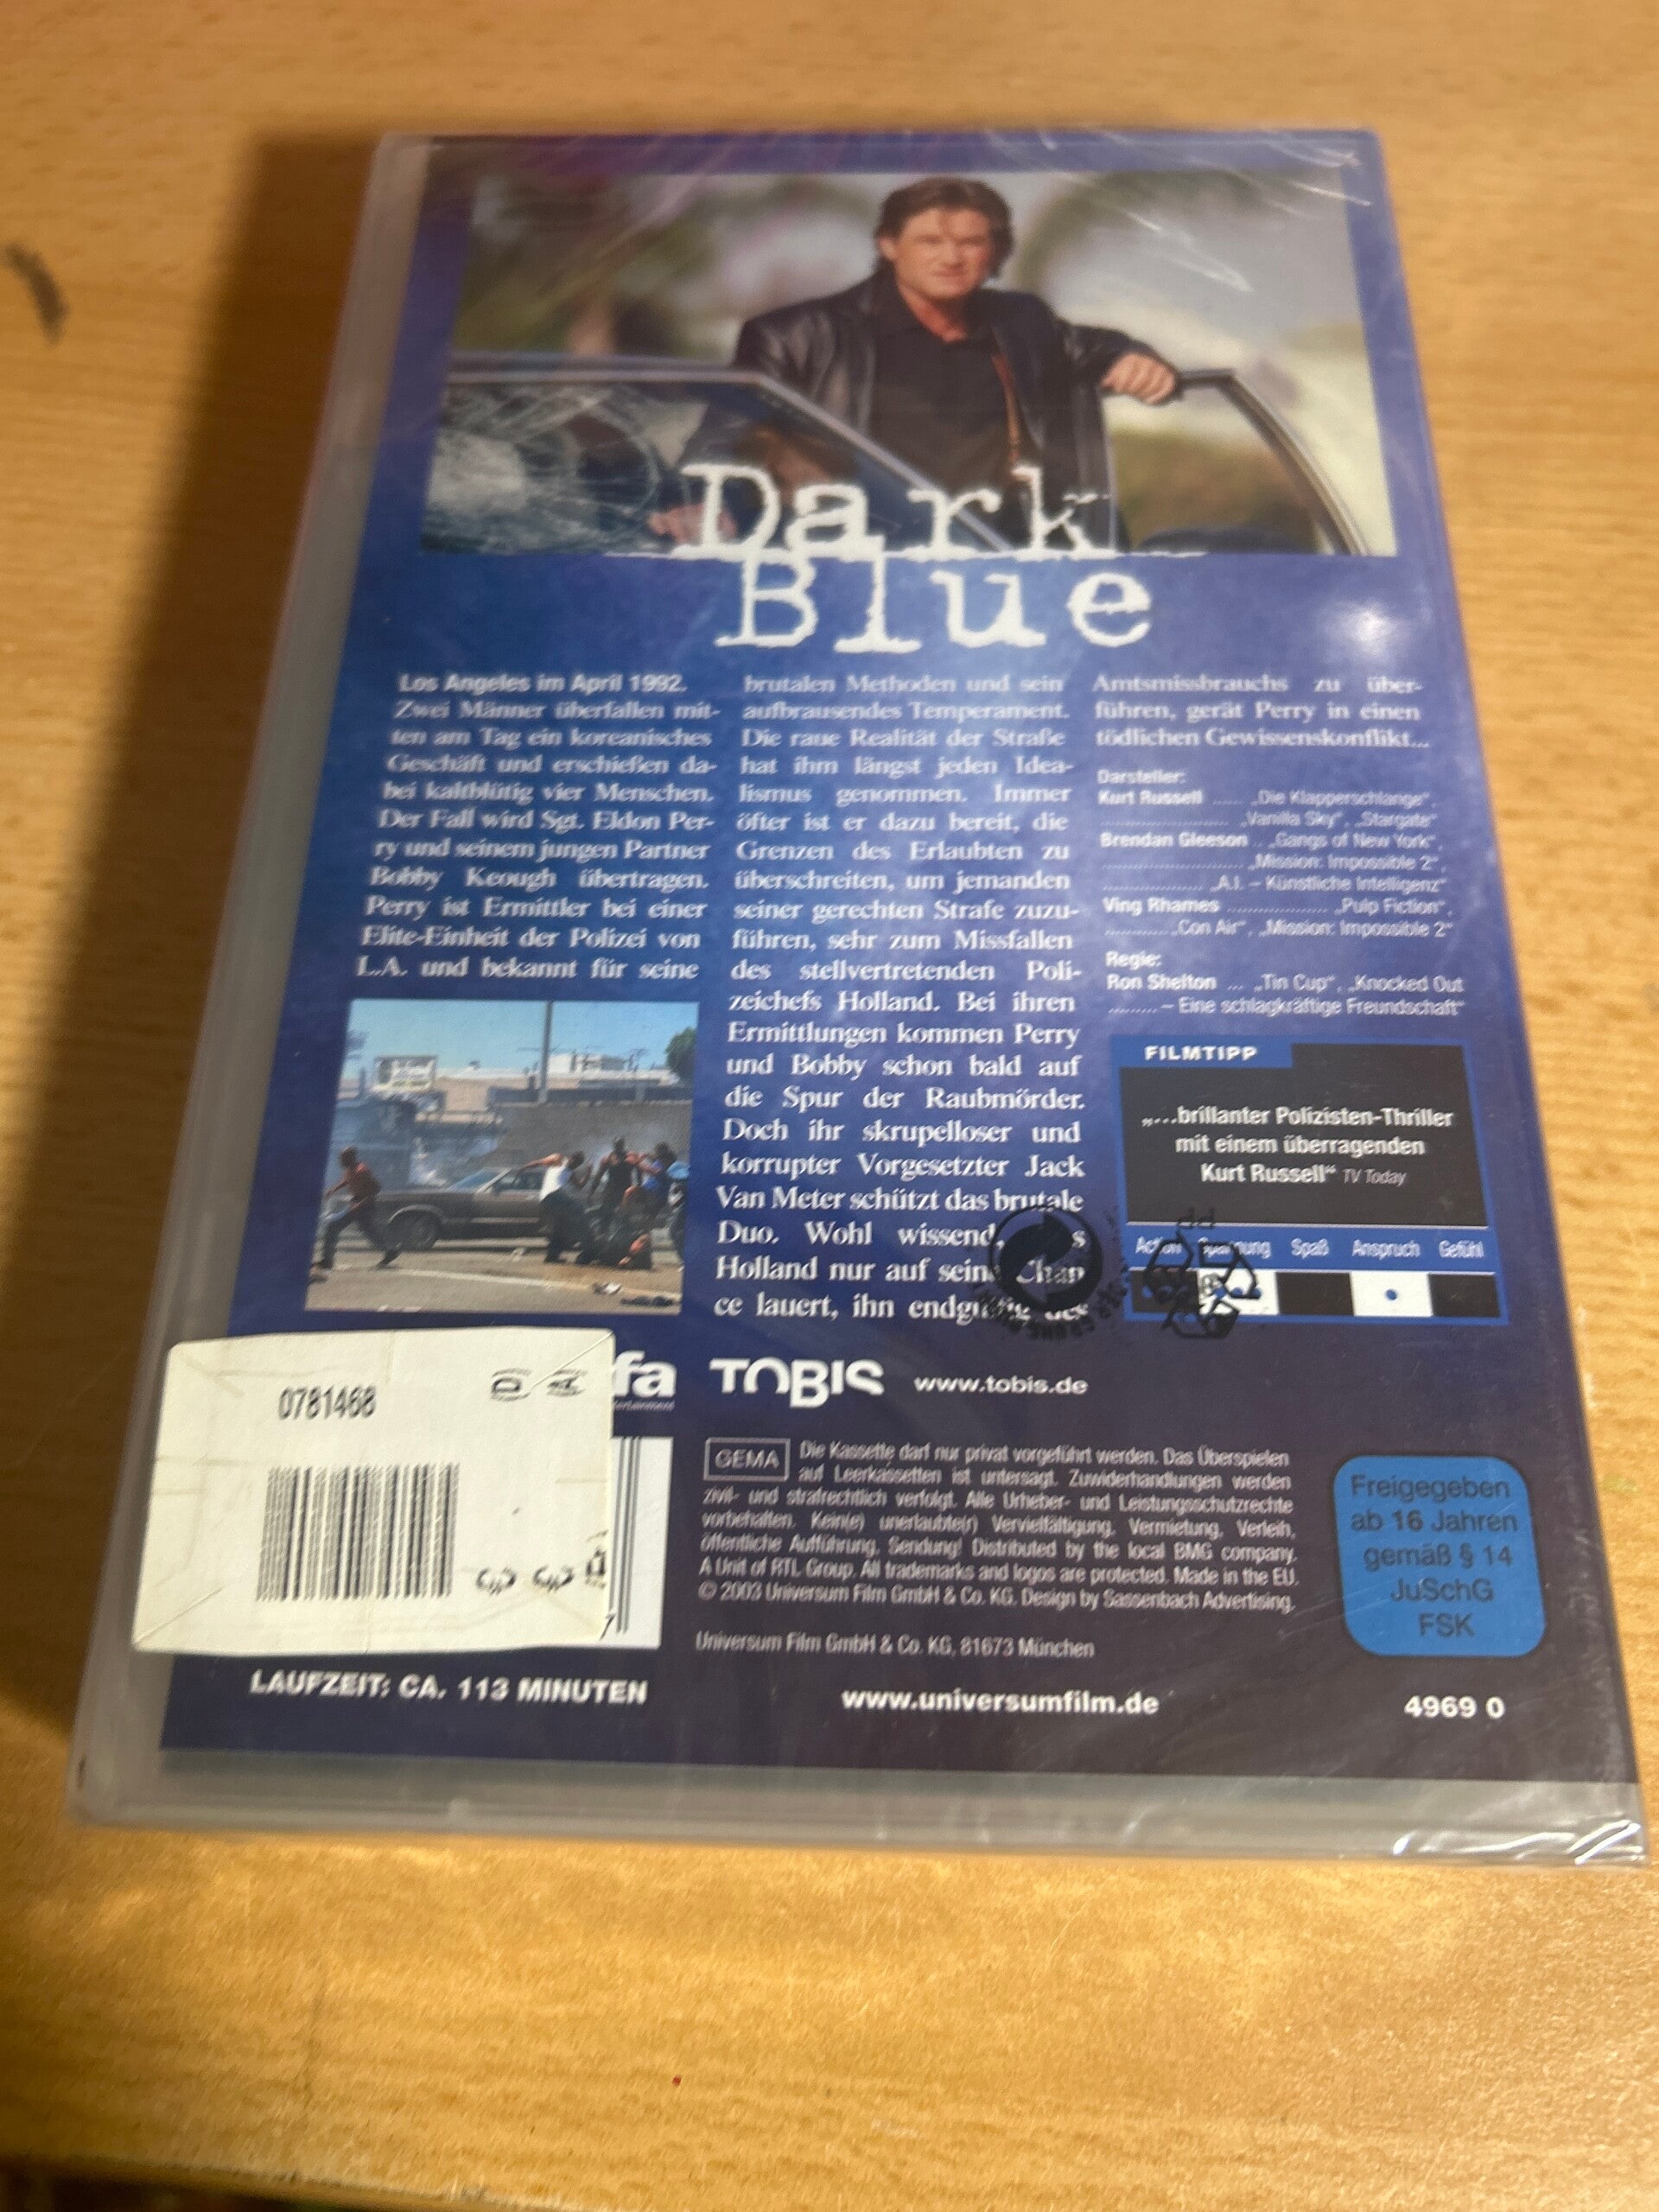 Dark
Blue
Los Angeles im April 1992.
Zwei Männer überfallen mit-
ten am Tag ein koreanisches
Geschäft und erschießen da-
bei kaltblütig vier Menschen.
Der Fall wird Sgt. Eldon Per-
ry und seinem jungen Partner
Bobby Keough übertragen.
Perry ist Ermittler bei einer
Elite-Einheit der Polizei von
L.A. und bekannt für seine
brutalen Methoden und sein
aufbrausendes Temperament.
Die raue Realität der Straße
hat ihm längst jeden Idea-
lismus genommen. Immer
öfter ist er dazu bereit, die
Grenzen des Erlaubten zu
überschreiten, um jemanden
seiner gerechten Strafe zuzu-
führen, sehr zum Missfallen
des stellvertretenden Poli-
zeichefs Holland. Bei ihren
Ermittlungen kommen Perry
und Bobby schon bald auf
die Spur der Raubmörder.
Doch ihr skrupelloser und
korrupter Vorgesetzter Jack
Van Meter schützt das brutale
Duo. Wohl wissend,
Holland nur auf seine Chan
ce lauert, ihn endgültig des
Amtsmissbrauchs zu über-
führen, gerät Perry in einen
tödlichen Gewissenskonflikt...
Darsteller:
Kurt Russell ...... „Die Klapperschlange“,
........................ „Vanilla Sky“, „Stargate“
Brendan Gleeson .. „Gangs of New York“,
........................... „Mission: Impossible 2“,
................... „A.I. – Künstliche Intelligenz“
Ving Rhames ................... „Pulp Fiction“,
............„Con Air“, „Mission: Impossible 2“
Regie:
Ron Shelton ... „Tin Cup“, „Knocked Out
.........– Eine schlagkräftige Freundschaft“
FILMTIPP
„...brillanter Polizisten-Thriller
mit einem überragenden
Kurt Russell“ TV Today
Action Spannung Spaß Anspruch Gefühl
PP
0781468
fa
TOBIS www.tobis.de
GEMA Die Kassette darf nur privat vorgeführt werden. Das Überspielen
auf Leerkassetten ist untersagt. Zuwiderhandlungen werden
zivil- und strafrechtlich verfolgt. Alle Urheber- und Leistungsschutzrechte
vorbehalten. Kein(e) unerlaubte(r) Vervielfältigung, Vermietung, Verleih,
öffentliche Aufführung, Sendung! Distributed by the local BMG company.
A Unit of RTL Group. All trademarks and logos are protected. Made in the EU.
© 2003 Universum Film GmbH & Co. KG. Design by Sassenbach Advertising.
Universum Film GmbH & Co. KG, 81673 München
Freigegeben
ab 16 Jahren
gemäß § 14
JuSchG
FSK
7
LAUFZEIT: CA. 113 MINUTEN
www.universumfilm.de
4969 0